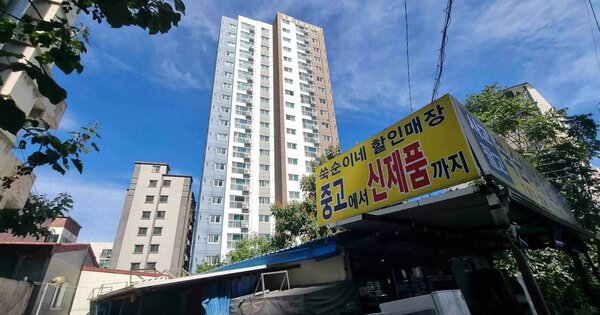 쑥순이네 할인매장
중고에서 신제품까지